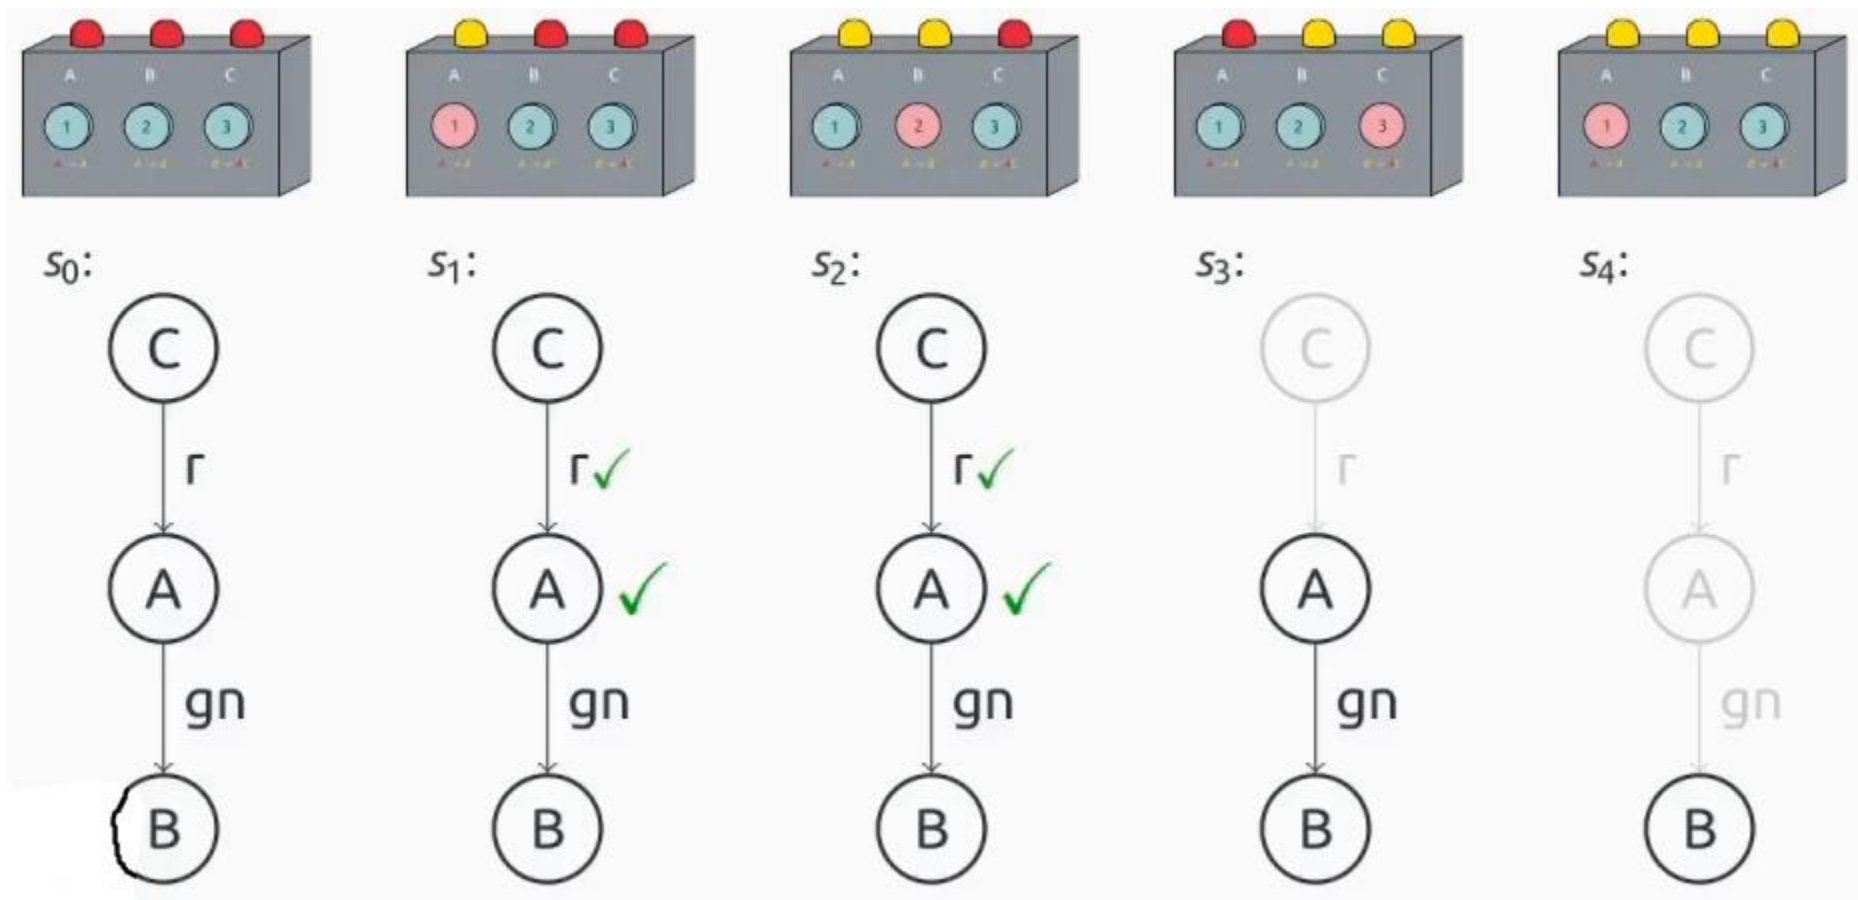 A B C A B C A B C A B C A B C
1 2 3 1 2 3 1 2 3 1 2 3 1 2 3
s0: s1: s2: s3: s4:
C C C C C
r r✓ r✓ r r
A A ✓ A ✓ A A
gn gn gn gn gn
B B B B B